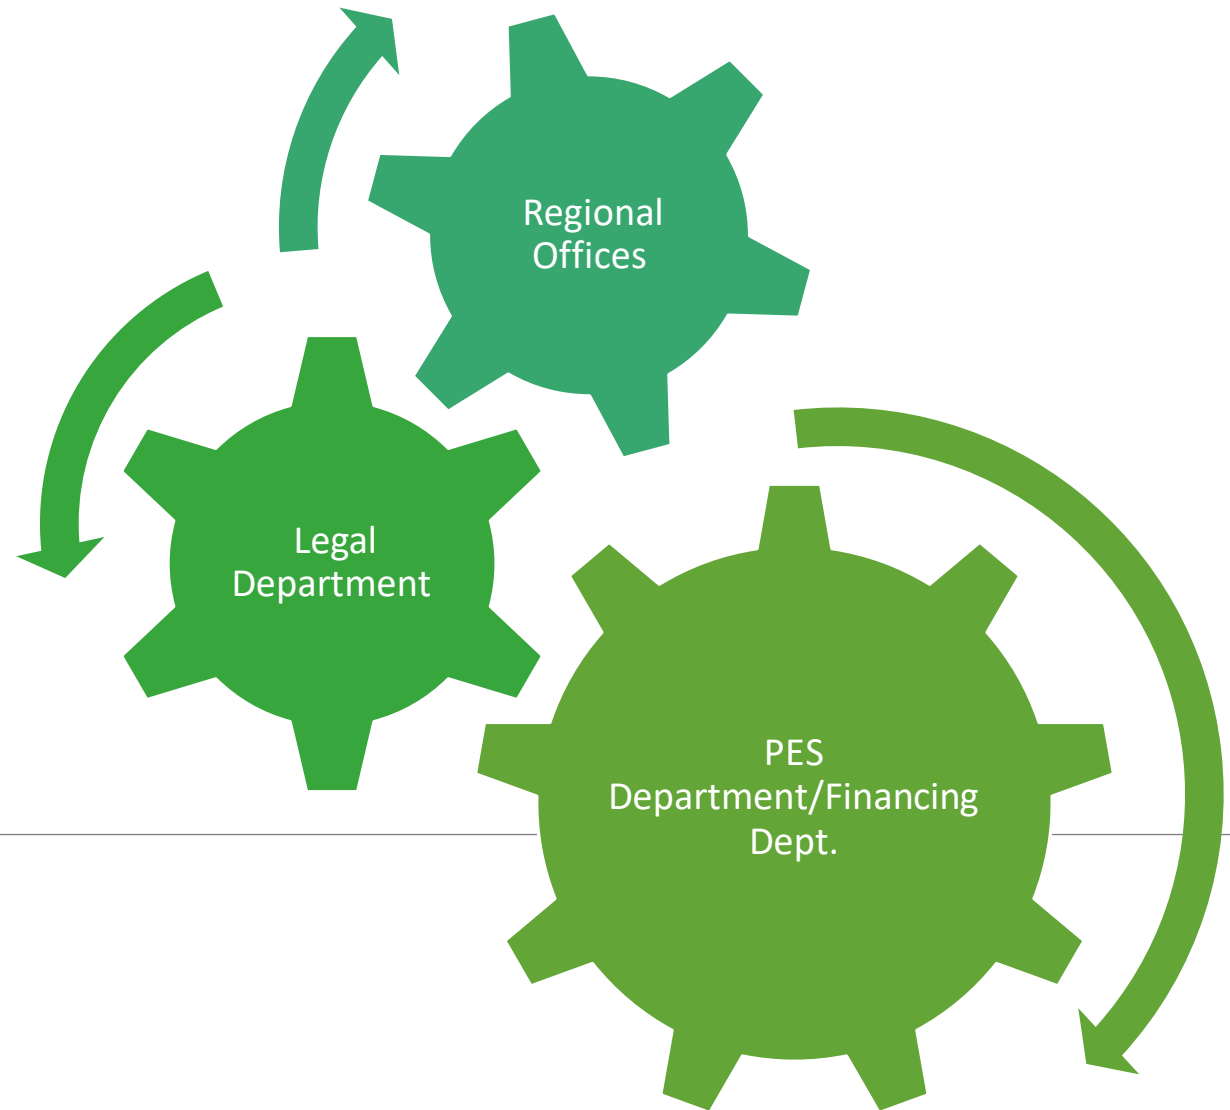 Regional
Offices
Legal
Department
PES
Department/Financing
Dept.